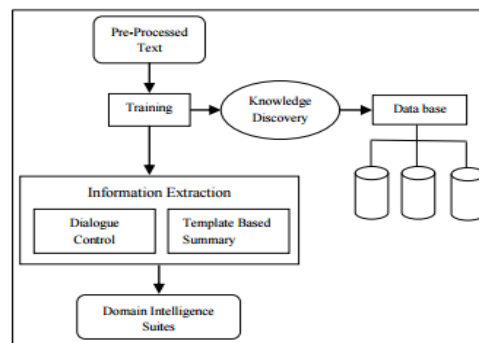 Pre-Processed
Text
Training
Knowledge
Discovery
Data base
Information Extraction
Dialogue
Control
Template Based
Summary
Domain Intelligence
Suites